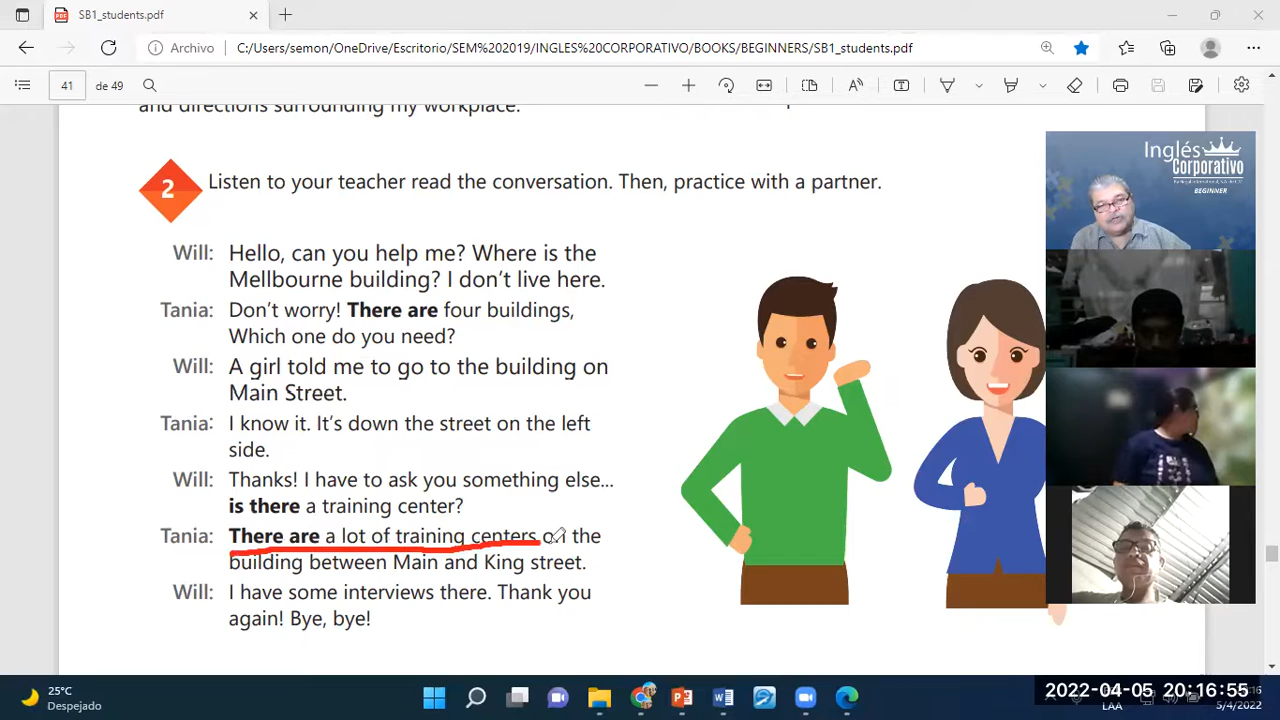 SB1_students.pdf
Archivo
C:/Users/semon/OneDrive/Escritorio/SEM%202019/INGLES%20CORPORATIVO/BOOKS/BEGINNERS/SB1_students.pdf
41 de 49
and directions surrounding my workplace.
2 Listen to your teacher read the conversation. Then, practice with a partner.
Will: Hello, can you help me? Where is the
Mellbourne building? I don't live here.
Tania: Don't worry! There are four buildings,
Which one do you need?
Will: A girl told me to go to the building on
Main Street.
Tania: I know it. It's down the street on the left
side.
Will: Thanks! I have to ask you something else...
is there a training center?
Tania: There are a lot of training centers on the
building between Main and King street.
Will: I have some interviews there. Thank you
again! Bye, bye!
Inglés
Corporativo
BEGINNER
25°C
Despejado
2022-04-05 20:16:55
LAA
5/4/2022